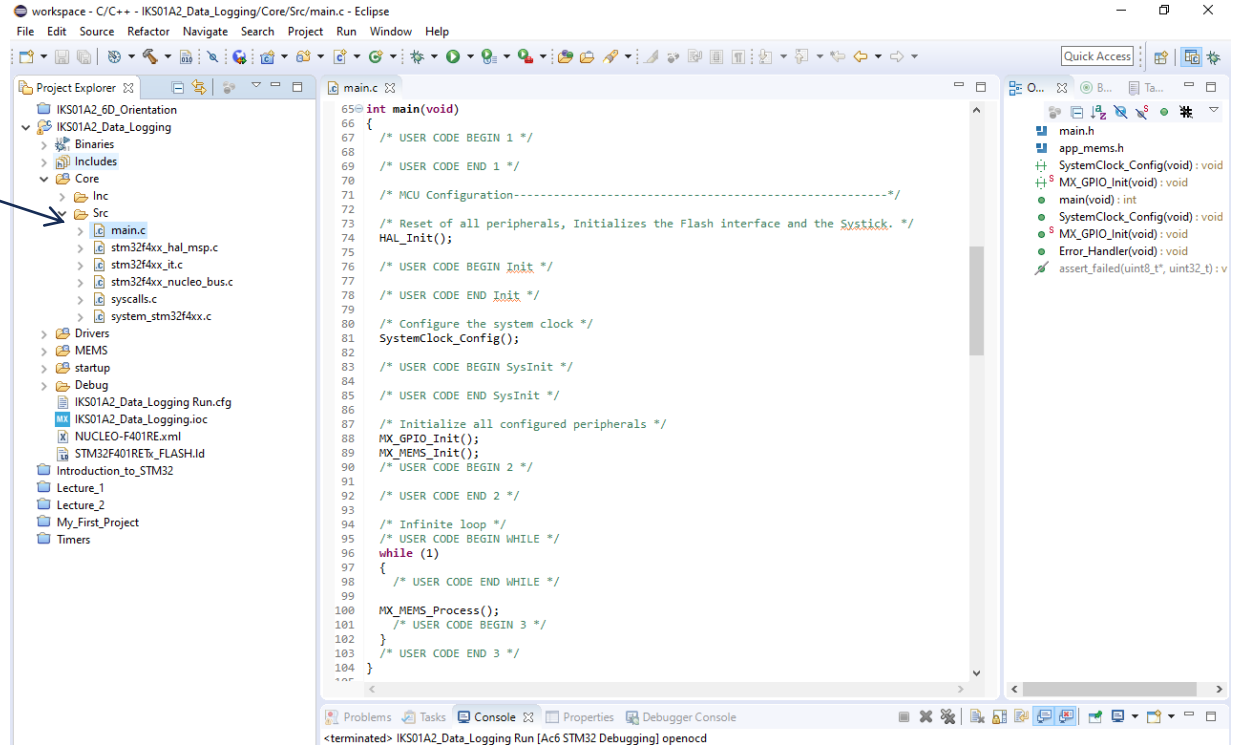 workspace - C/C++ - IKS01A2_Data_Logging/Core/Src/main.c - Eclipse
File Edit Source Refactor Navigate Search Project Run Window Help
Quick Access
Project Explorer
IKS01A2_6D_Orientation
IKS01A2_Data_Logging
Binaries
Includes
Core
Inc
Src
main.c
stm32f4xx_hal_msp.c
stm32f4xx_it.c
stm32f4xx_nucleo_bus.c
syscalls.c
system_stm32f4xx.c
Drivers
MEMS
startup
Debug
IKS01A2_Data_Logging Run.cfg
MX IKS01A2_Data_Logging.ioc
NUCLEO-F401RE.xml
STM32F401RETx_FLASH.ld
Introduction_to_STM32
Lecture_1
Lecture_2
My_First_Project
Timers
main.c
65 int main(void)
66 {
67 /* USER CODE BEGIN 1 */
68
69 /* USER CODE END 1 */
70
71 /* MCU Configuration--------------------------------------------------------*/
72
73 /* Reset of all peripherals, Initializes the Flash interface and the Systick. */
74 HAL_Init();
75
76 /* USER CODE BEGIN Init */
77
78 /* USER CODE END Init */
79
80 /* Configure the system clock */
81 SystemClock_Config();
82
83 /* USER CODE BEGIN SysInit */
84
85 /* USER CODE END SysInit */
86
87 /* Initialize all configured peripherals */
88 MX_GPIO_Init();
89 MX_MEMS_Init();
90 /* USER CODE BEGIN 2 */
91
92 /* USER CODE END 2 */
93
94 /* Infinite loop */
95 /* USER CODE BEGIN WHILE */
96 while (1)
97 {
98 /* USER CODE END WHILE */
99
100 MX_MEMS_Process();
101 /* USER CODE BEGIN 3 */
102 }
103 /* USER CODE END 3 */
104 }
O... B... Ta...
main.h
app_mems.h
SystemClock_Config(void) : void
S MX_GPIO_Init(void) : void
main(void) : int
SystemClock_Config(void) : void
S MX_GPIO_Init(void) : void
Error_Handler(void) : void
assert_failed(uint8_t*, uint32_t) : v
Problems Tasks Console Properties Debugger Console
<terminated> IKS01A2_Data_Logging Run [Ac6 STM32 Debugging] openocd